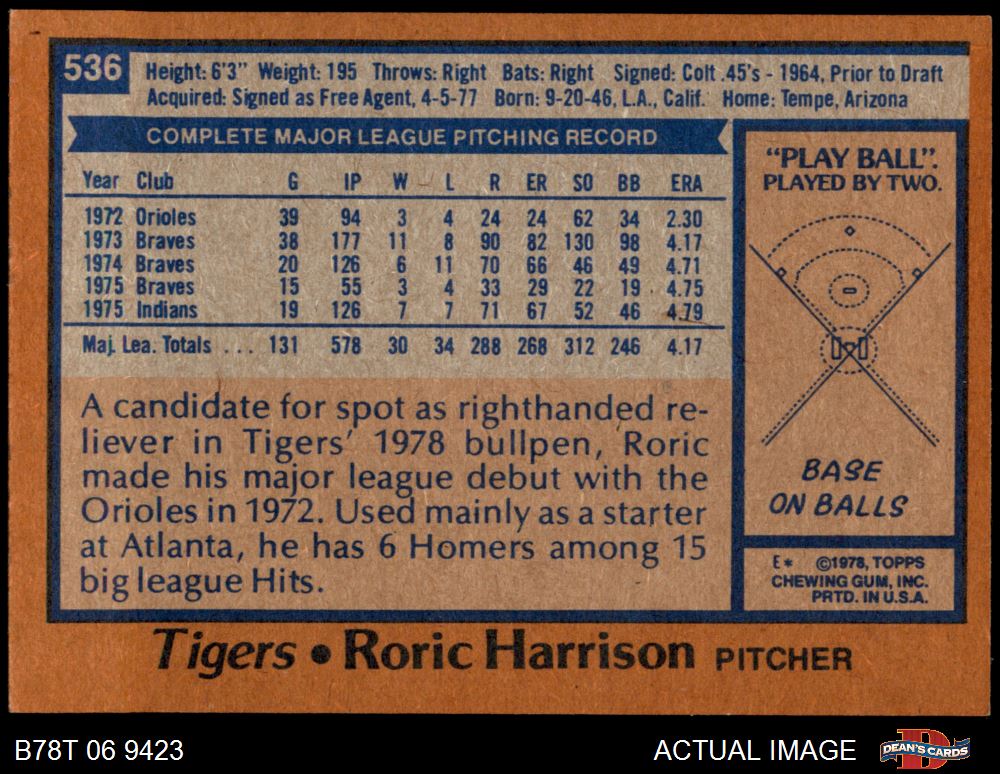 536
Height: 6'3" Weight: 195 Throws: Right Bats: Right Signed: Colt .45's - 1964, Prior to Draft
Acquired: Signed as Free Agent, 4-5-77 Born: 9-20-46, L.A., Calif. Home: Tempe, Arizona
COMPLETE MAJOR LEAGUE PITCHING RECORD
Year Club G IP W L R ER SO BB ERA
1972 Orioles 39 94 3 4 24 24 62 34 2.30
1973 Braves 38 177 11 8 90 82 130 98 4.17
1974 Braves 20 126 6 11 70 66 46 49 4.71
1975 Braves 15 55 3 4 33 29 22 19 4.75
1975 Indians 19 126 7 7 71 67 52 46 4.79
Maj. Lea. Totals ... 131 578 30 34 288 268 312 246 4.17
A candidate for spot as righthanded re-
liever in Tigers' 1978 bullpen, Roric
made his major league debut with the
Orioles in 1972. Used mainly as a starter
at Atlanta, he has 6 Homers among 15
big league Hits.
"PLAY BALL".
PLAYED BY TWO.
BASE
ON BALLS
E* ©1978, TOPPS
CHEWING GUM, INC.
PRTD. IN U.S.A.
Tigers • Roric Harrison PITCHER
B78T 06 9423
ACTUAL IMAGE
B
DEAN'S CARDS